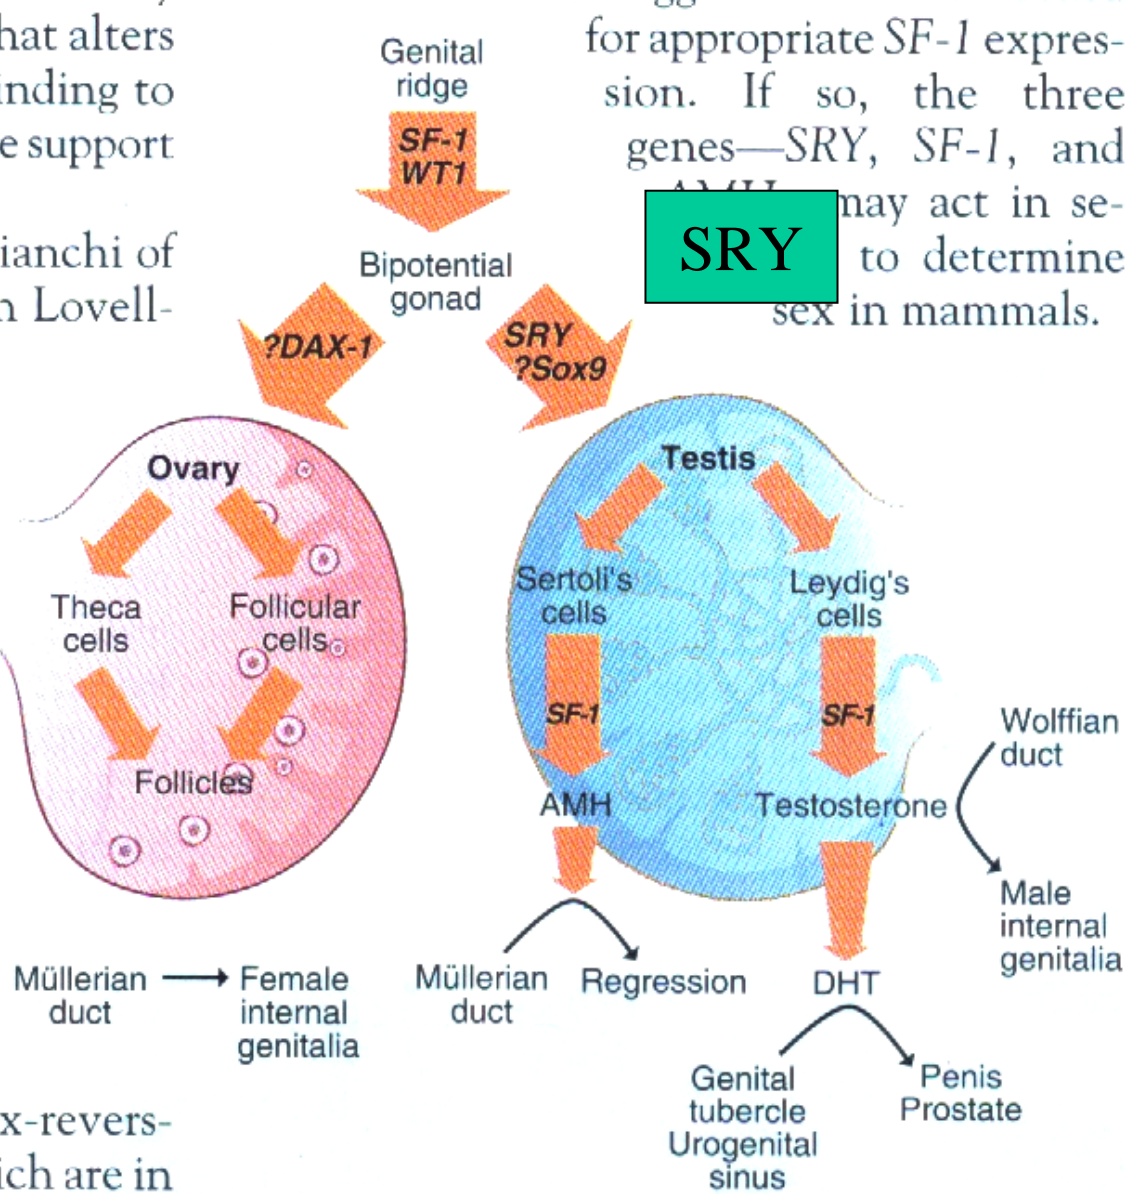 hat alters
inding to
e support
ianchi of
n Lovell-
for appropriate SF-1 expres-
sion. If so, the three
genes—SRY, SF-1, and
may act in se-
to determine
sex in mammals.
SRY
Genital
ridge
SF-1
WT1
Bipotential
gonad
?DAX-1
SRY
?Sox9
Ovary
Theca
cells
Follicular
cells
Follicles
Müllerian
duct
Female
internal
genitalia
Testis
Sertoli's
cells
Leydig's
cells
SF-1
SF-1
AMH
Testosterone
Wolffian
duct
Male
internal
genitalia
Müllerian
duct
Regression
DHT
Genital
tubercle
Urogenital
sinus
Penis
Prostate
x-revers-
ich are in